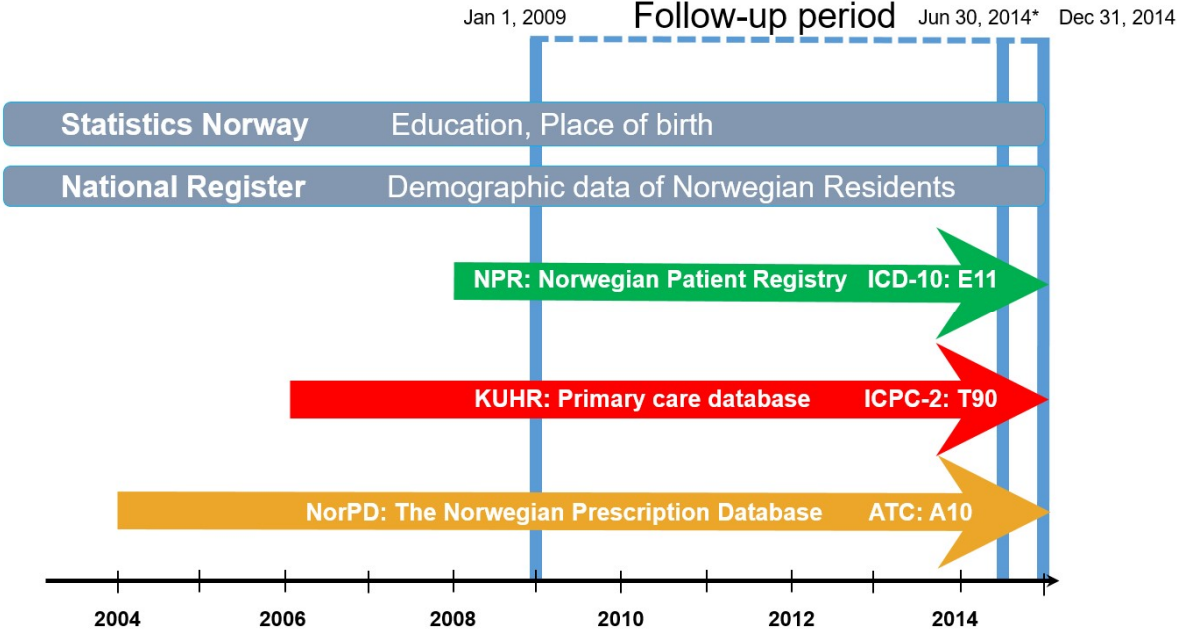 Jan 1, 2009 Follow-up period Jun 30, 2014* Dec 31, 2014
Statistics Norway Education, Place of birth
National Register Demographic data of Norwegian Residents
NPR: Norwegian Patient Registry ICD-10: E11
KUHR: Primary care database ICPC-2: T90
NorPD: The Norwegian Prescription Database ATC: A10
2004 2006 2008 2010 2012 2014